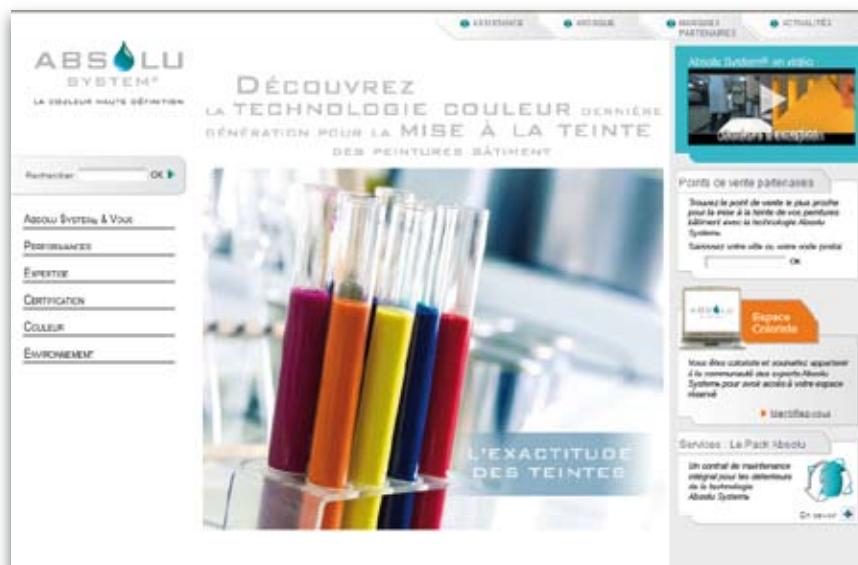 ASSISTANCE
KIOSQUE
MARQUES
PARTENAIRES
ACTUALITÉS
ABSOLU
SYSTEM®
LA COULEUR HAUTE DÉFINITION
DÉCOUVREZ
LA TECHNOLOGIE COULEUR DERNIÈRE
GÉNÉRATION POUR LA MISE À LA TEINTE
DES PEINTURES BÂTIMENT
Rechercher OK
ABSOLU SYSTEM® & VOUS
PERFORMANCES
EXPERTISE
CERTIFICATION
COULEUR
ENVIRONNEMENT
L'EXACTITUDE
DES TEINTES
Absolu System® en vidéo
d'exception
Points de vente partenaires
Trouvez le point de vente le plus proche
pour la mise à la teinte de vos peintures
bâtiment avec la technologie Absolu
System®.
Saisissez votre ville ou votre code postal
OK
ABSOLU
Espace
Coloriste
Vous êtes coloriste et souhaitez appartenir
à la communauté des experts Absolu
System® pour avoir accès à votre espace
réservé
Identifiez-vous
Services : Le Pack Absolu
Un contrat de maintenance
intégral pour les détenteurs
de la technologie
Absolu System®
En savoir +